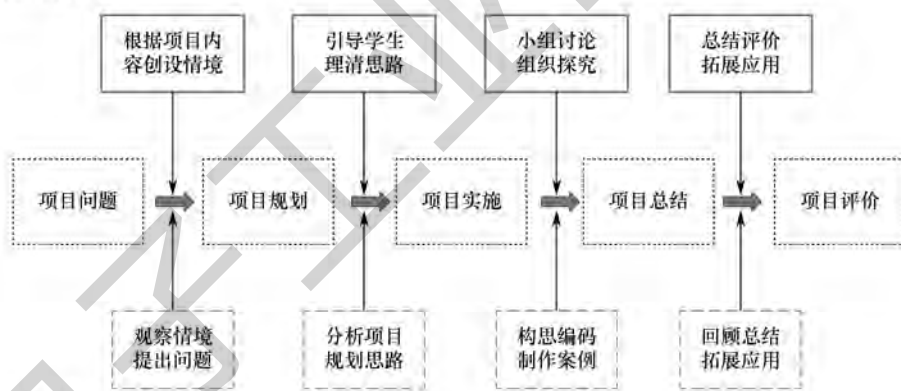 根据项目内
容创设情境
引导学生
理清思路
小组讨论
组织探究
总结评价
拓展应用
项目问题
项目规划
项目实施
项目总结
项目评价
观察情境
提出问题
分析项目
规划思路
构思编码
制作案例
回顾总结
拓展应用